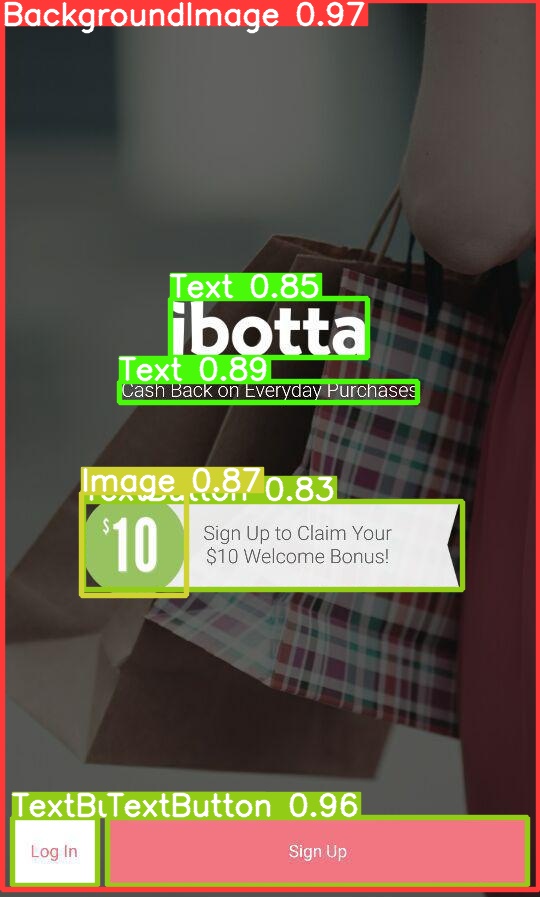 BackgroundImage 0.97
Text 0.85
ibotta
Text 0.89
Cash Back on Everyday Purchases
Image 0.87
TextButton 0.83
$10
Sign Up to Claim Your
$10 Welcome Bonus!
TextBu
TextButton 0.96
Log In
Sign Up